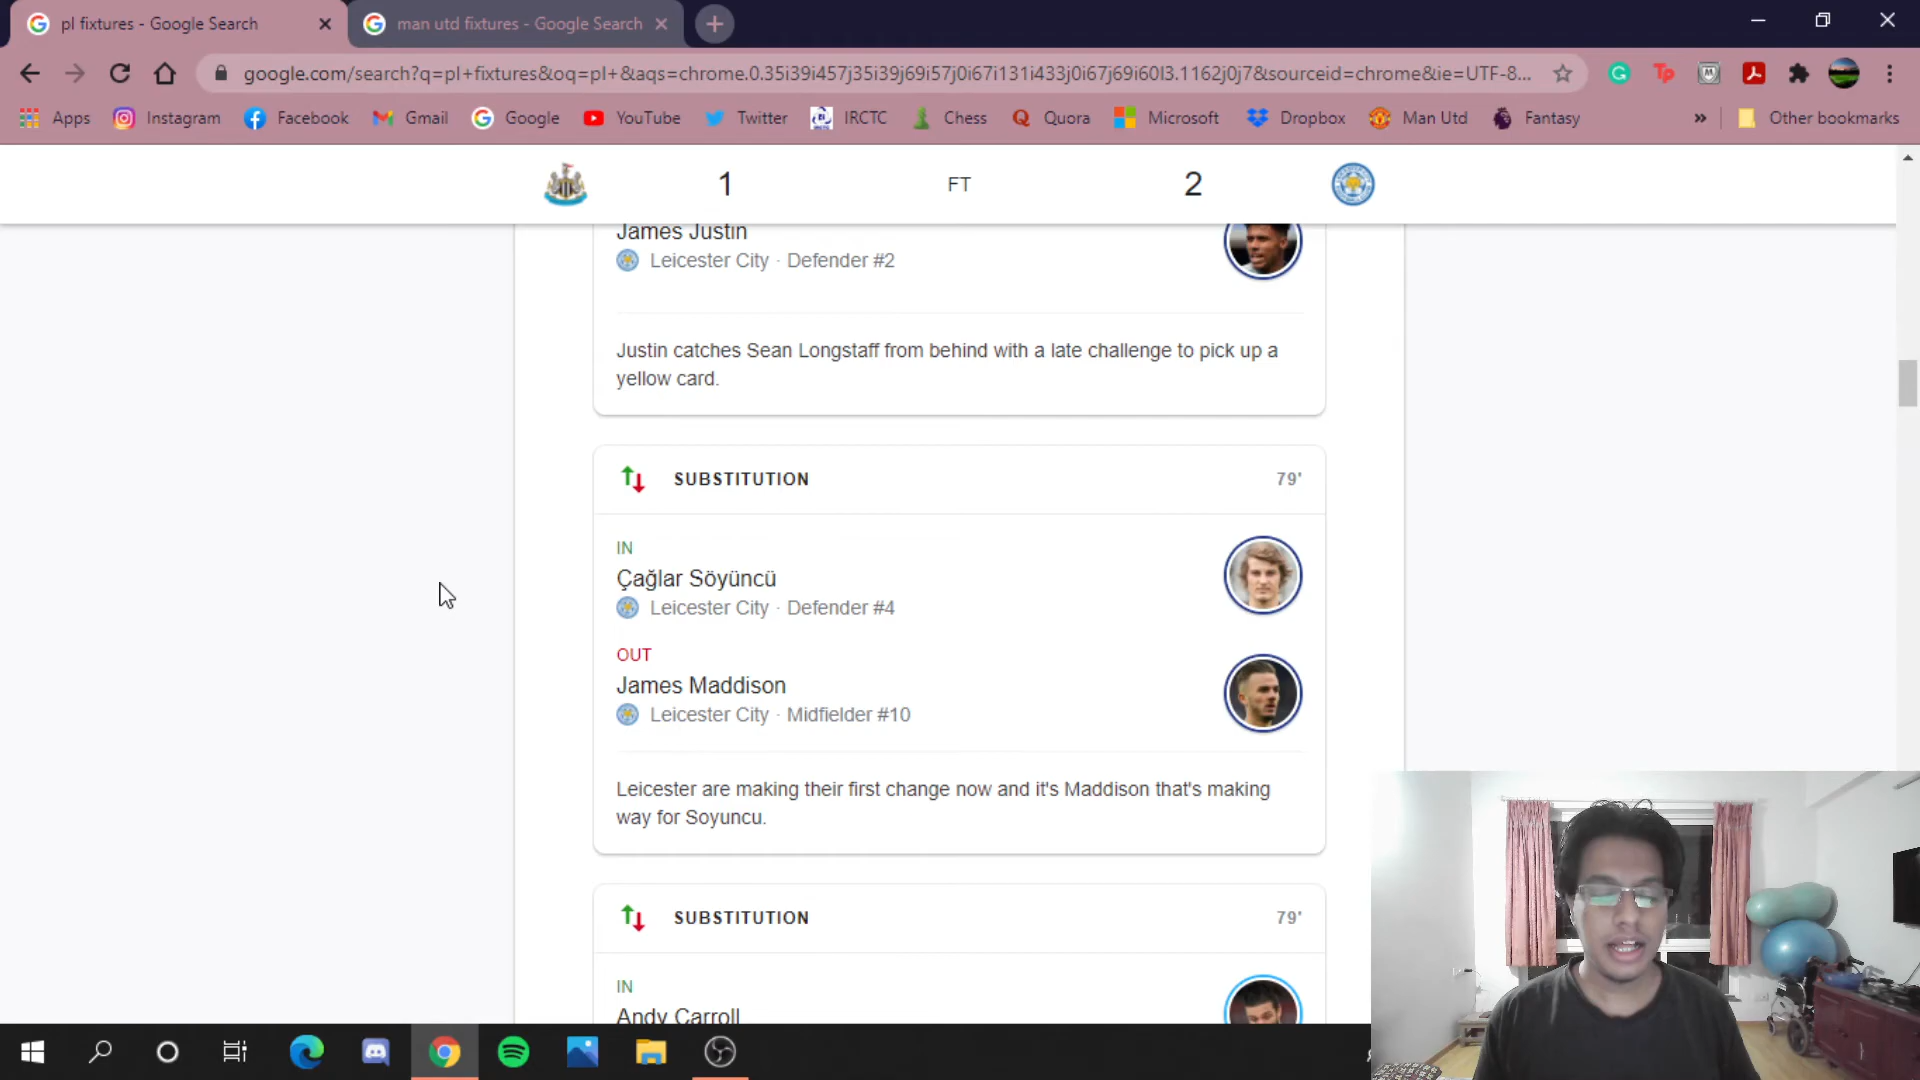 pl fixtures - Google Search
man utd fixtures - Google Search
google.com/search?q=pl+fixtures&oq=pl+&aqs=chrome.0.35i39i457j35i39j69i57j0i67i131i433j0i67j69i60l3.1162j0j7&sourceid=chrome&ie=UTF-8...
Apps Instagram Facebook Gmail Google YouTube Twitter IRCTC Chess Quora Microsoft Dropbox Man Utd Fantasy » Other bookmarks
1 FT 2
James Justin
Leicester City · Defender #2
Justin catches Sean Longstaff from behind with a late challenge to pick up a
yellow card.
SUBSTITUTION 79'
IN
Çağlar Söyüncü
Leicester City · Defender #4
OUT
James Maddison
Leicester City · Midfielder #10
Leicester are making their first change now and it's Maddison that's making
way for Soyuncu.
SUBSTITUTION 79'
IN
Andy Carroll